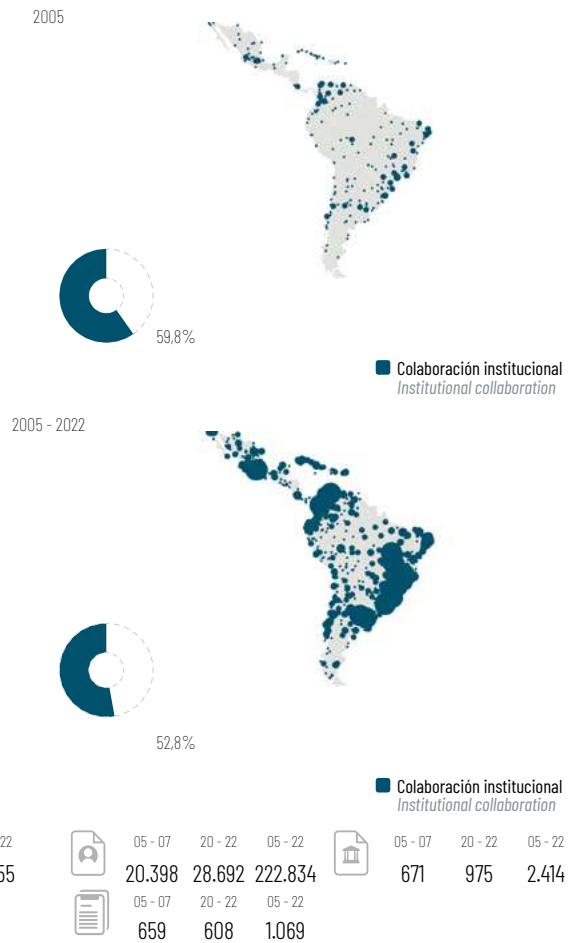 2005
59,8%
Colaboración institucional
Institutional collaboration
2005 - 2022
52,8%
Colaboración institucional
Institutional collaboration
22 05 - 07 20 - 22 05 - 22 05 - 07 20 - 22 05 - 22
55 20.398 28.692 222.834 671 975 2.414
05 - 07 20 - 22 05 - 22
659 608 1.069